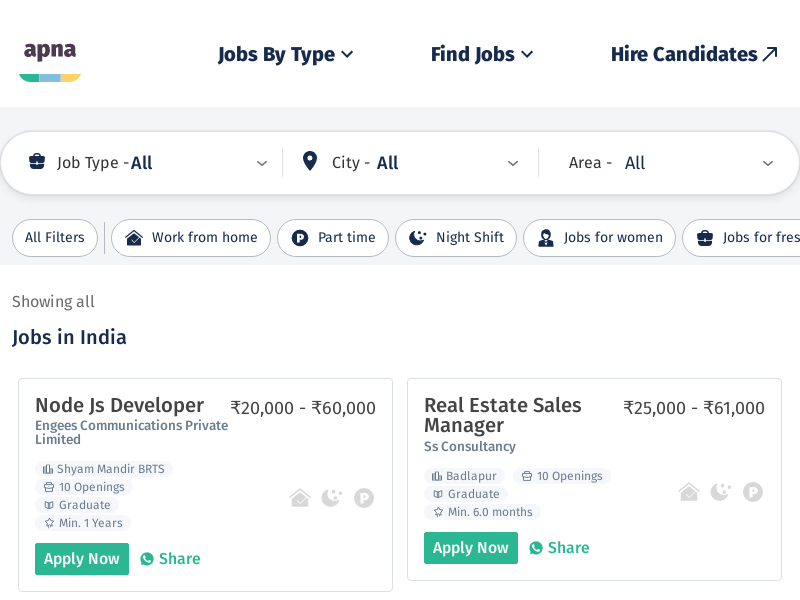 apna
Jobs By Type
Find Jobs
Hire Candidates
Job Type - All
City - All
Area - All
All Filters
Work from home
Part time
Night Shift
Jobs for women
Jobs for fres
Showing all
Jobs in India
Node Js Developer
₹20,000 - ₹60,000
Engees Communications Private
Limited
Shyam Mandir BRTS
10 Openings
Graduate
Min. 1 Years
P
Apply Now
Share
Real Estate Sales
Manager
₹25,000 - ₹61,000
Ss Consultancy
Badlapur
10 Openings
Graduate
Min. 6.0 months
P
Apply Now
Share